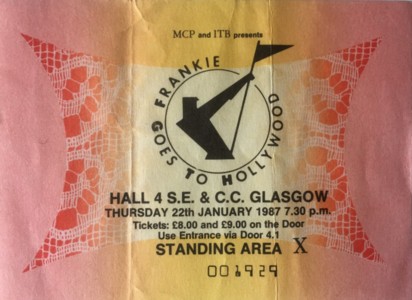 MCP and ITB presents
FRANKIE GOES TO HOLLYWOOD
HALL 4 S.E. & C.C. GLASGOW
THURSDAY 22th JANUARY 1987 7.30 p.m.
Tickets: £8.00 and £9.00 on the Door
Use Entrance via Door 4,1
STANDING AREA X
001929